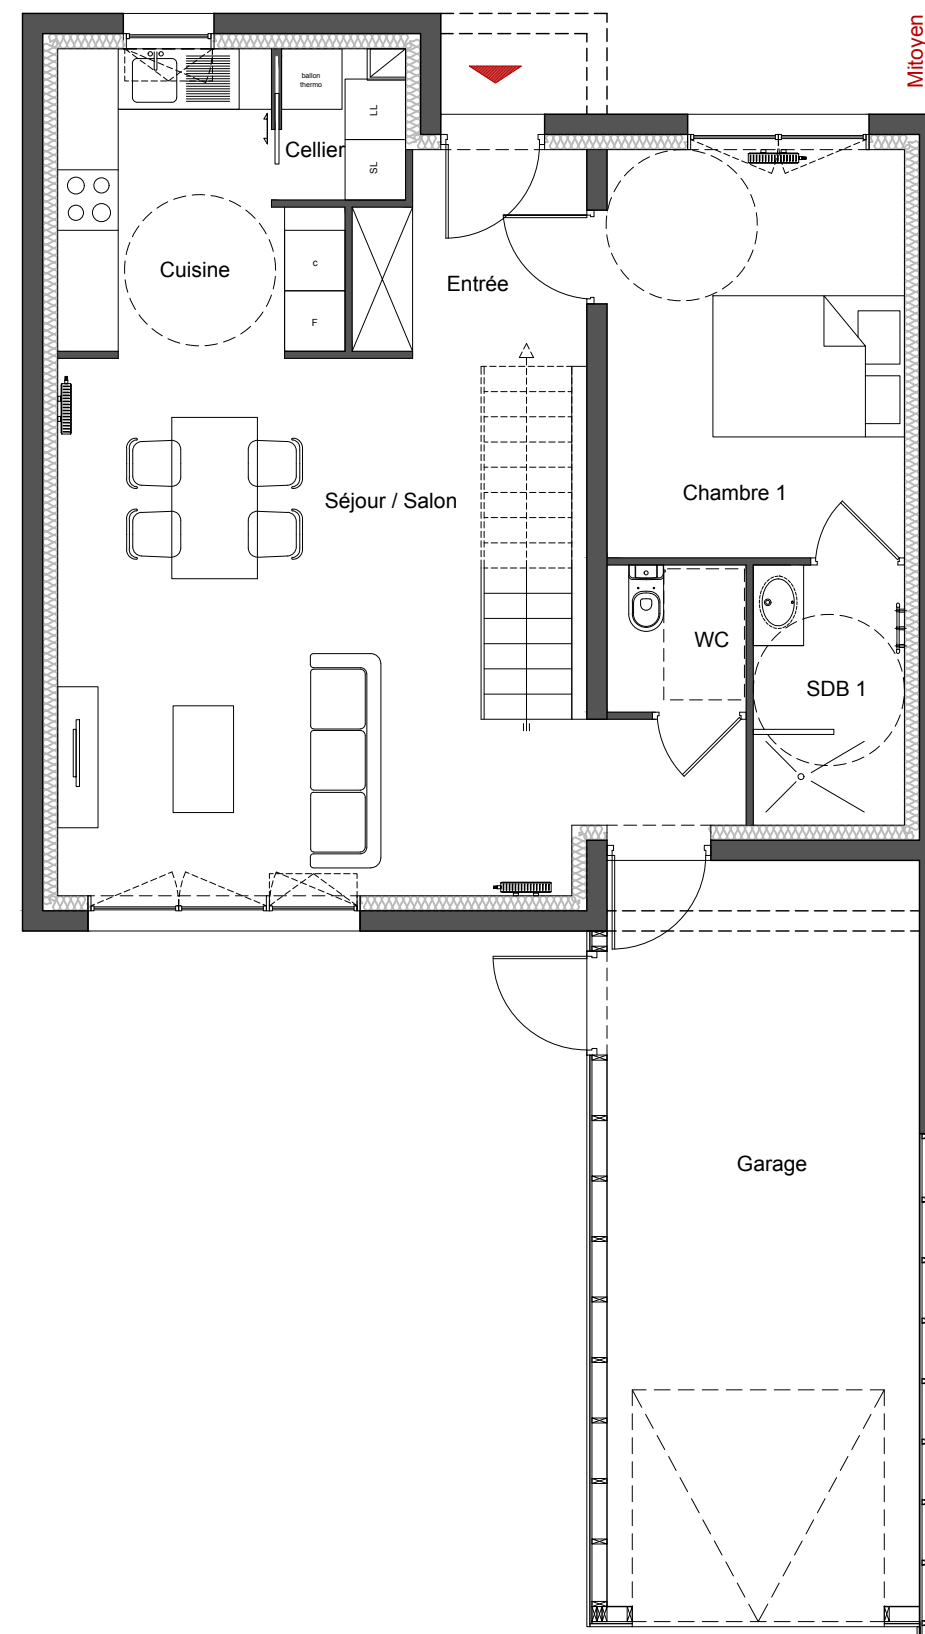 Mitoyen
ballon
thermo
LL
Cellier
SL
Cuisine
c
Entrée
F
Chambre 1
Séjour / Salon
WC
SDB 1
Garage